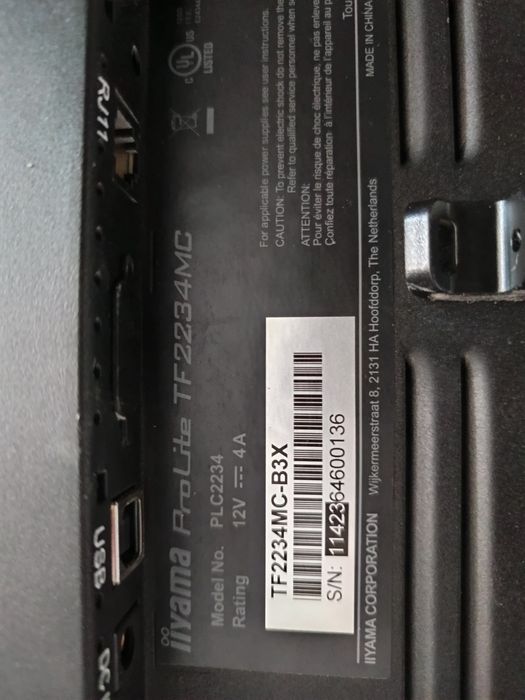 RJ11
USB
iiyama ProLite TF2234MC
Model No. PLC2234
Rating 12V ⎓ 4A
C UL US
LISTED
For applicable power supplies see user instructions.
CAUTION: To prevent electric shock do not remove
Refer to qualified service personnel when
ATTENTION:
Pour éviter le risque de choc électrique, ne pas
Confiez toute réparation à l'intérieur de l'appareil au
MADE IN CHINA
TF2234MC-B3X
S/N: 1142364600136
IIYAMA CORPORATION Wijkermeerstraat 8, 2131 HA Hoofddorp, The Netherlands